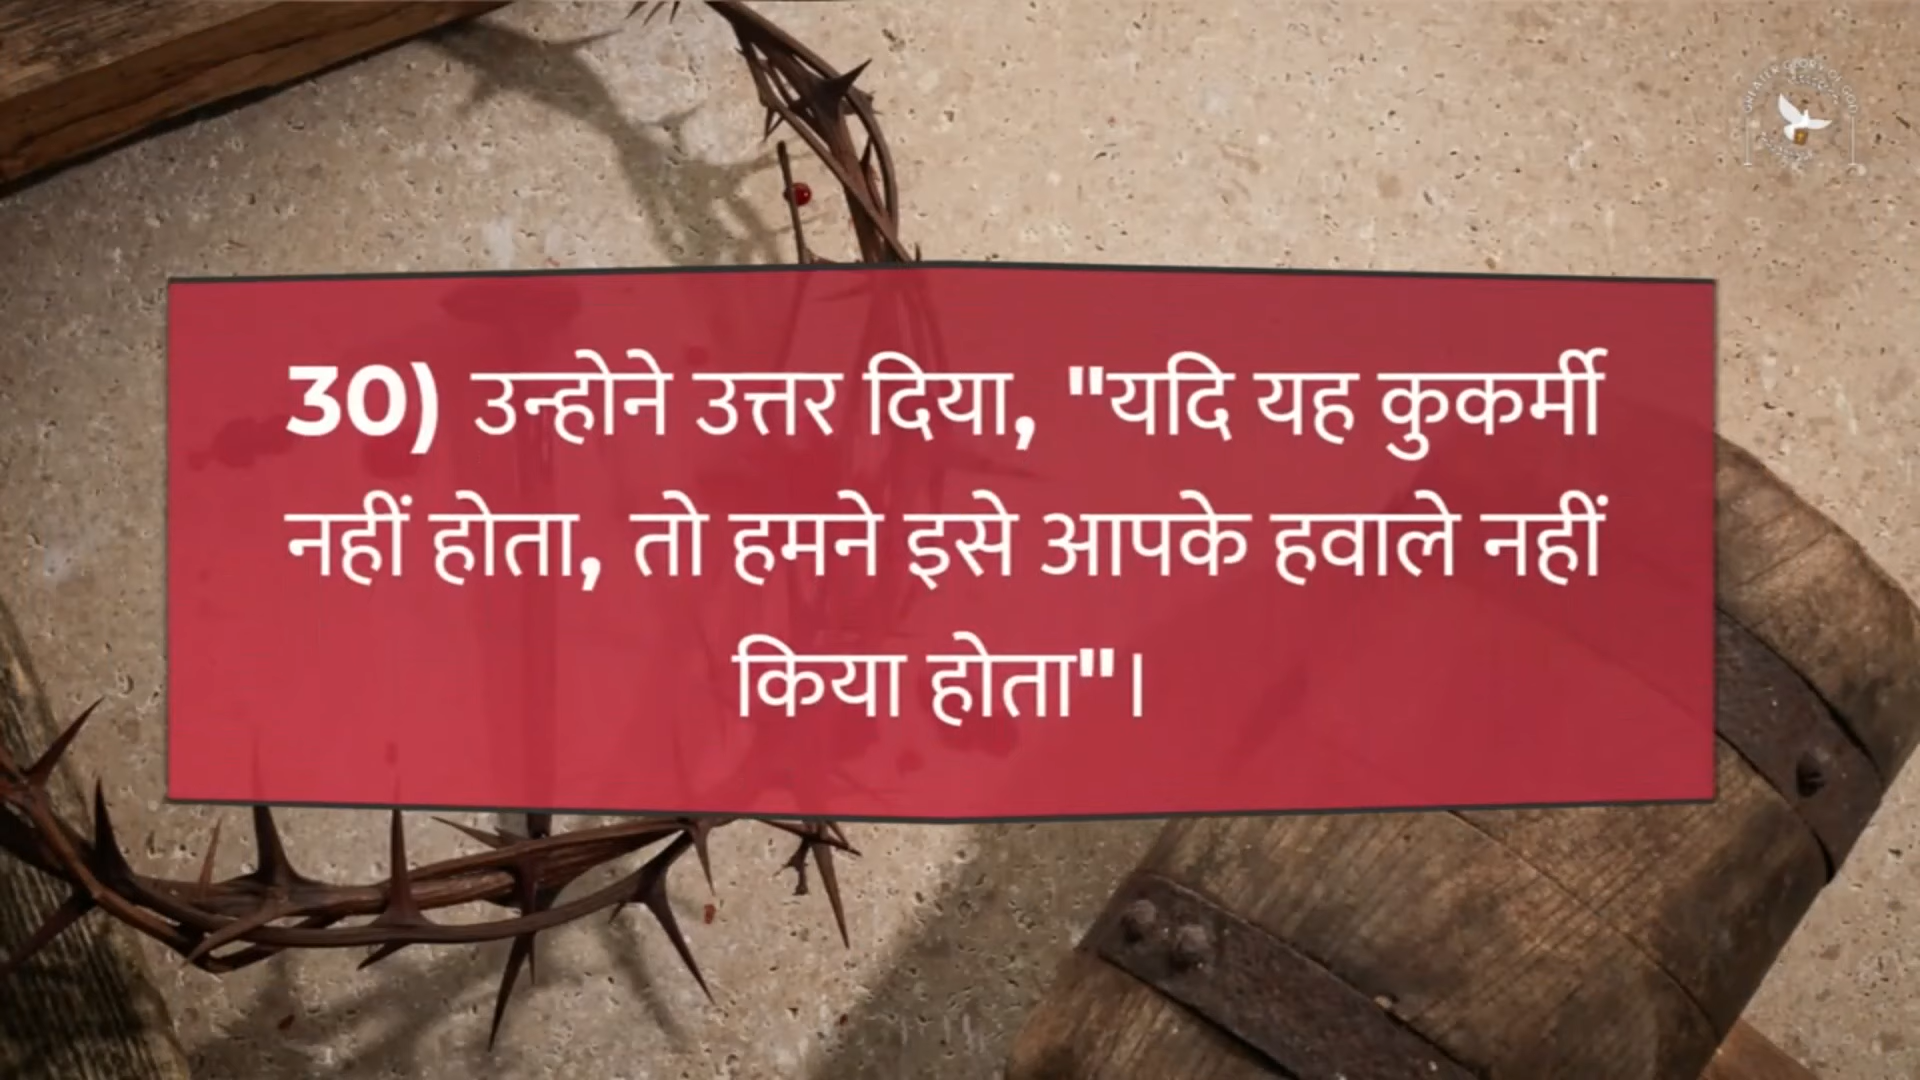 30) उन्होने उत्तर दिया, "यदि यह कुकर्मी
नहीं होता, तो हमने इसे आपके हवाले नहीं
किया होता"।